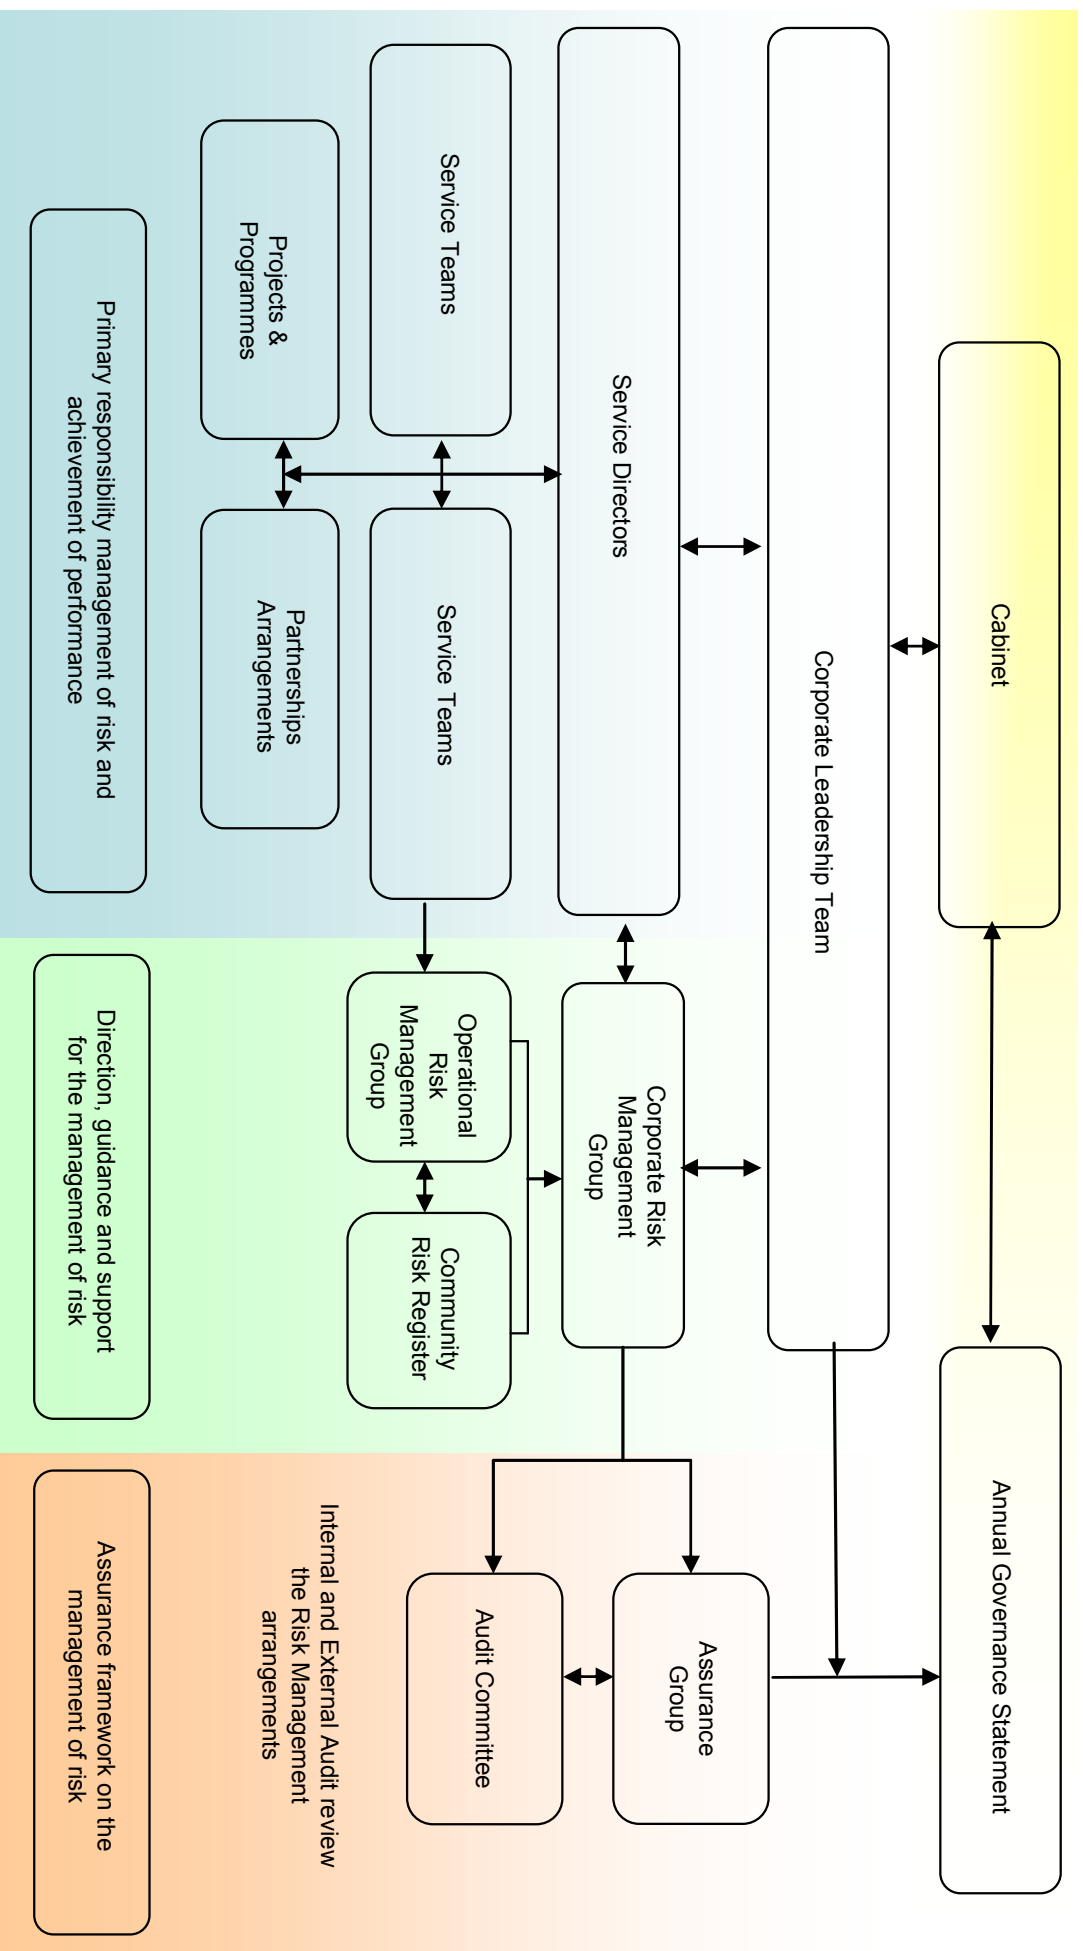 Cabinet
Annual Governance Statement
Corporate Leadership Team
Service Directors
Corporate Risk
Management
Group
Assurance
Group
Service Teams
Service Teams
Operational
Risk
Management
Group
Community
Risk Register
Audit Committee
Projects &
Programmes
Partnerships
Arrangements
Internal and External Audit review
the Risk Management
arrangements
Primary responsibility management of risk and
achievement of performance
Direction, guidance and support
for the management of risk
Assurance framework on the
management of risk